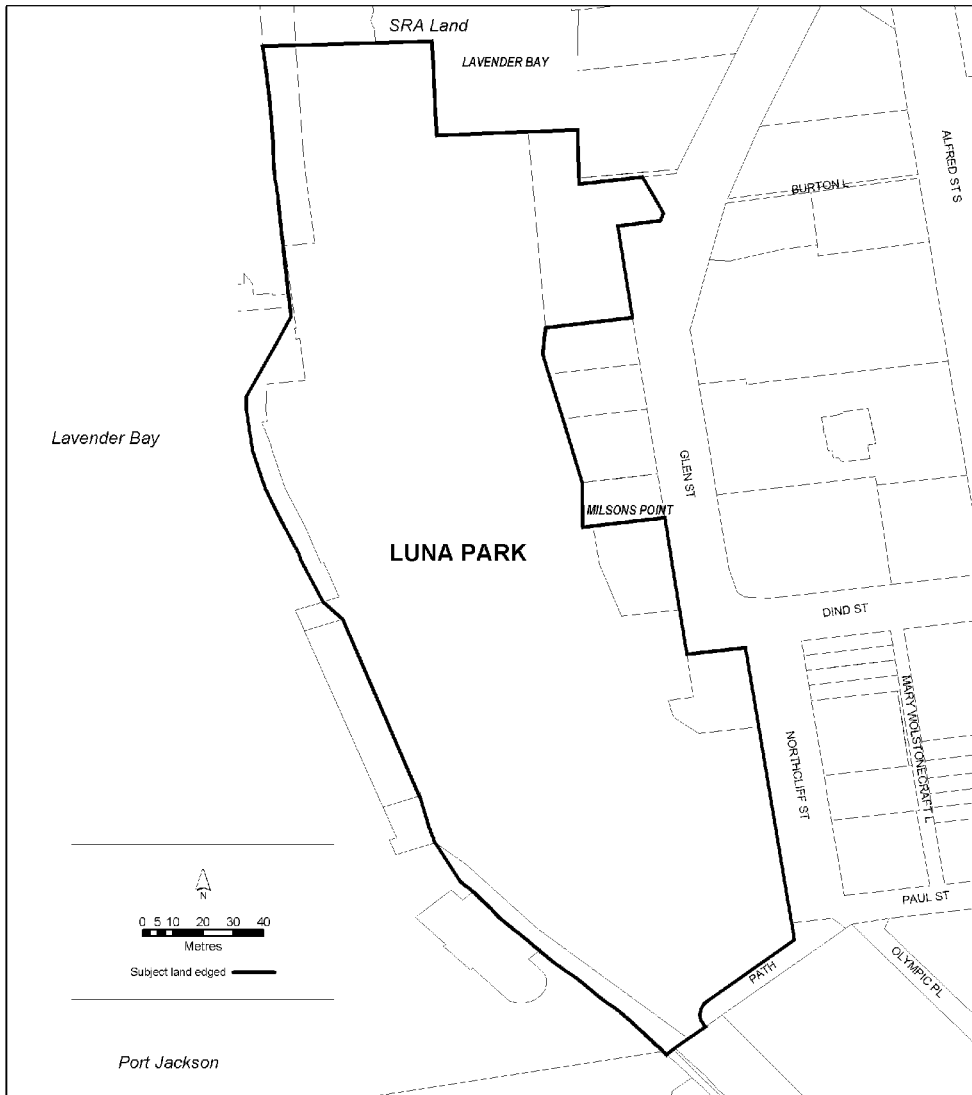 SRA Land
LAVENDER BAY
ALFRED ST S
BURTON L
Lavender Bay
GLEN ST
MILSONS POINT
LUNA PARK
DIND ST
MARY WOLSTONECRAFT L
NORTHCLIFF ST
N
0 5 10 20 30 40
Metres
Subject land edged
PAUL ST
OLYMPIC PL
PATH
Port Jackson